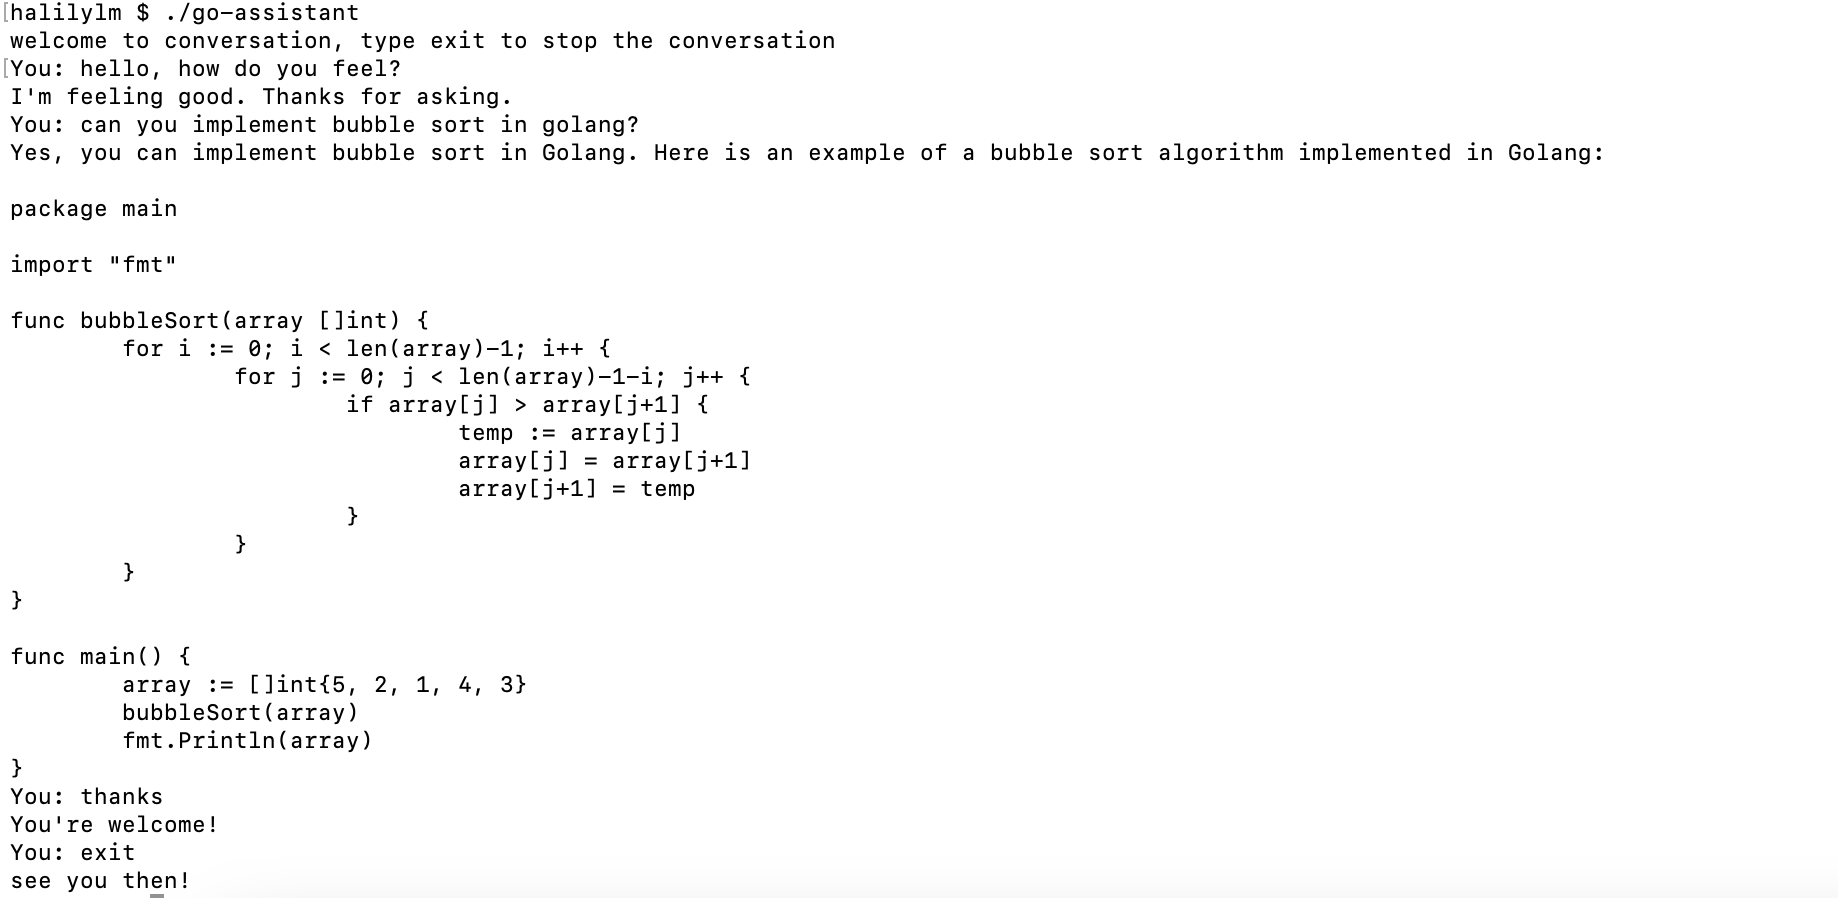 [halilylm $ ./go-assistant
welcome to conversation, type exit to stop the conversation
[You: hello, how do you feel?
I'm feeling good. Thanks for asking.
You: can you implement bubble sort in golang?
Yes, you can implement bubble sort in Golang. Here is an example of a bubble sort algorithm implemented in Golang:

package main

import "fmt"

func bubbleSort(array []int) {
        for i := 0; i < len(array)-1; i++ {
                for j := 0; j < len(array)-1-i; j++ {
                        if array[j] > array[j+1] {
                                temp := array[j]
                                array[j] = array[j+1]
                                array[j+1] = temp
                        }
                }
        }
}

func main() {
        array := []int{5, 2, 1, 4, 3}
        bubbleSort(array)
        fmt.Println(array)
}
You: thanks
You're welcome!
You: exit
see you then!